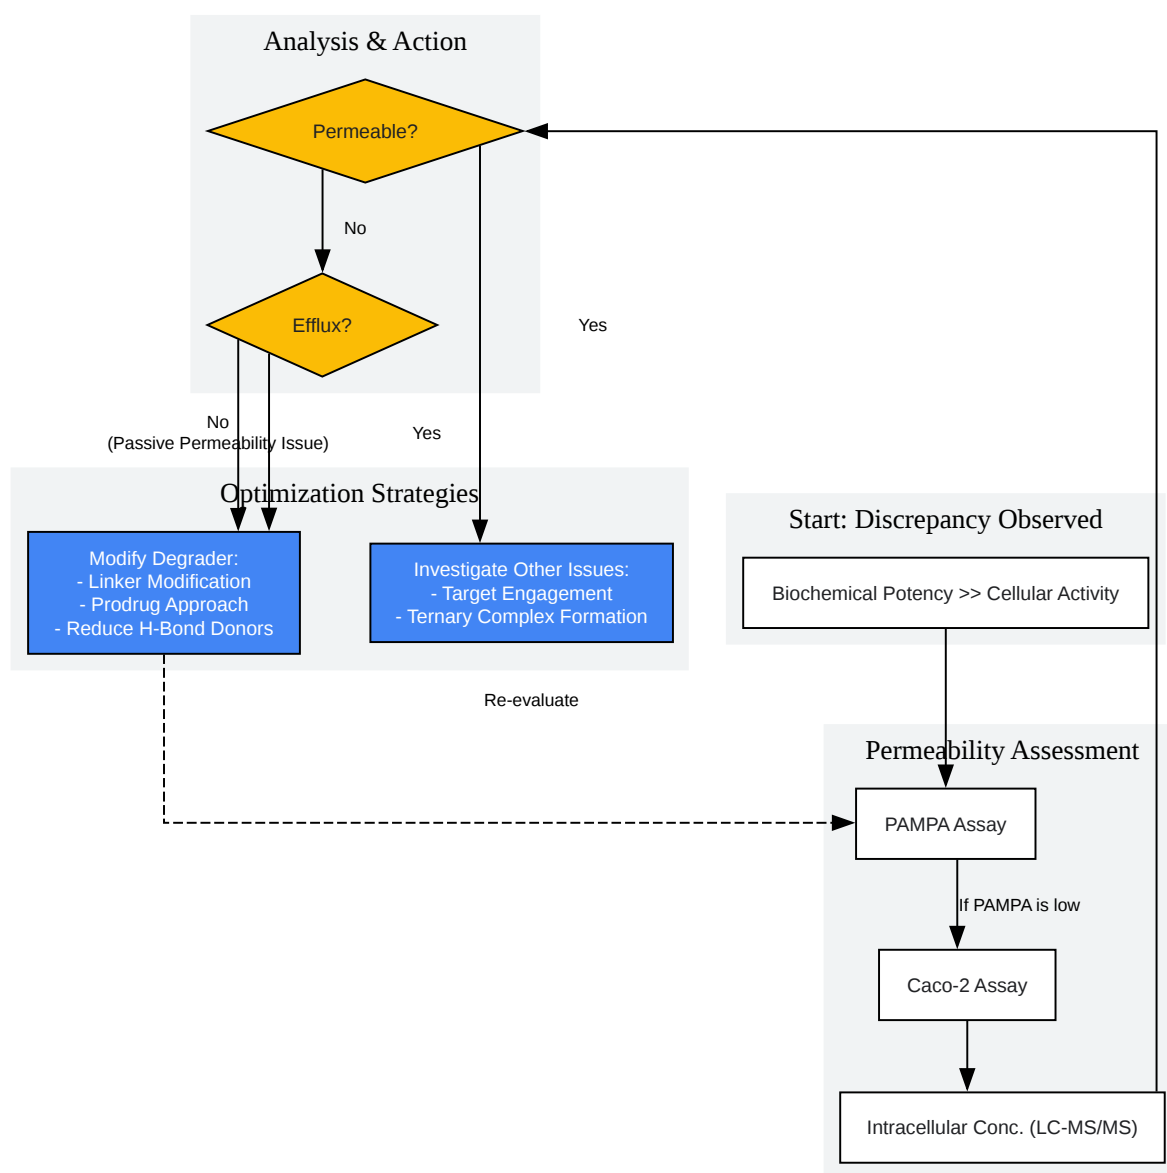 Analysis & Action
Permeable?
No
Efflux?
Yes
No
(Passive Permeability Issue)
Yes
Optimization Strategies
Modify Degrader:
- Linker Modification
- Prodrug Approach
- Reduce H-Bond Donors
Investigate Other Issues:
- Target Engagement
- Ternary Complex Formation
Start: Discrepancy Observed
Biochemical Potency >> Cellular Activity
Re-evaluate
Permeability Assessment
PAMPA Assay
If PAMPA is low
Caco-2 Assay
Intracellular Conc. (LC-MS/MS)